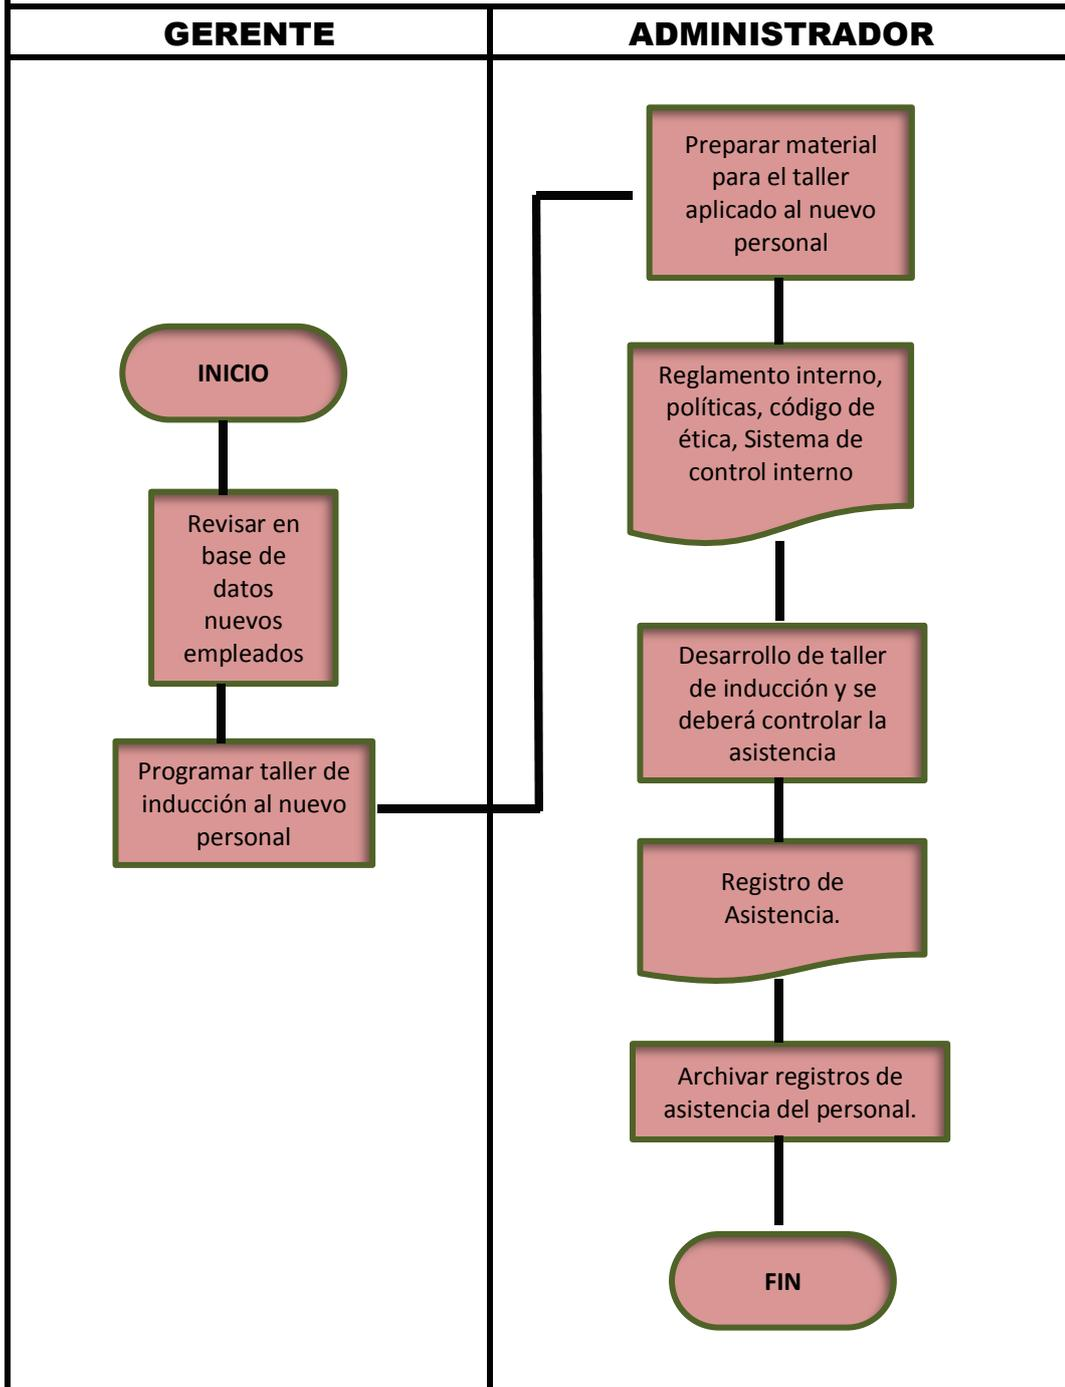 GERENTE
ADMINISTRADOR
INICIO
Revisar en
base de
datos
nuevos
empleados
Programar taller de
inducción al nuevo
personal
Preparar material
para el taller
aplicado al nuevo
personal
Reglamento interno,
políticas, código de
ética, Sistema de
control interno
Desarrollo de taller
de inducción y se
deberá controlar la
asistencia
Registro de
Asistencia.
Archivar registros de
asistencia del personal.
FIN